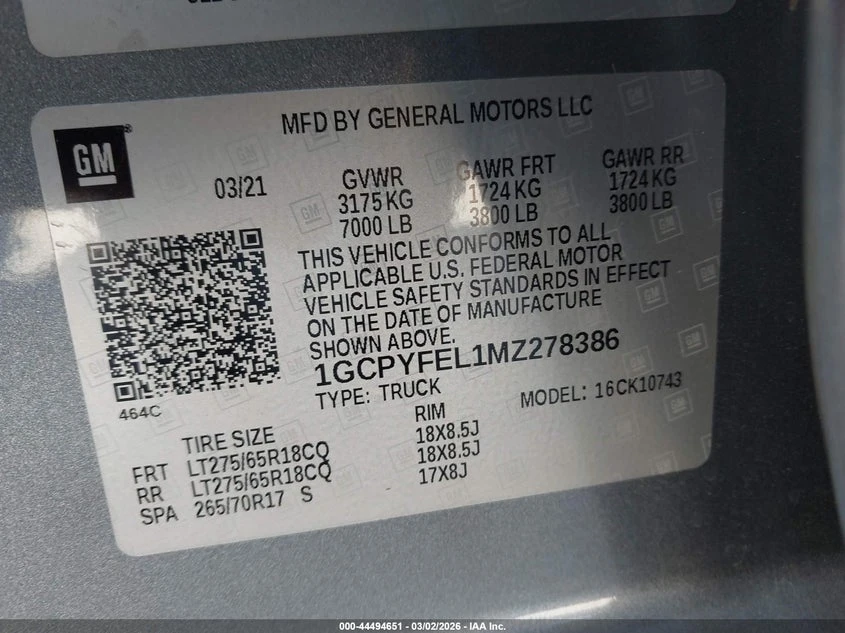 MFD BY GENERAL MOTORS LLC
GM
®
03/21
GVWR
3175 KG
7000 LB
GAWR FRT
1724 KG
3800 LB
GAWR RR
1724 KG
3800 LB
THIS VEHICLE CONFORMS TO ALL
APPLICABLE U.S. FEDERAL MOTOR
VEHICLE SAFETY STANDARDS IN EFFECT
ON THE DATE OF MANUFACTURE
SHOWN ABOVE.
1GCPYFEL1MZ278386
TYPE: TRUCK
MODEL: 16CK10743
464C
TIRE SIZE
RIM
FRT LT275/65R18CQ 18X8.5J
RR LT275/65R18CQ 18X8.5J
SPA 265/70R17 S 17X8J
000-44494651 - 03/02/2026 - IAA Inc.